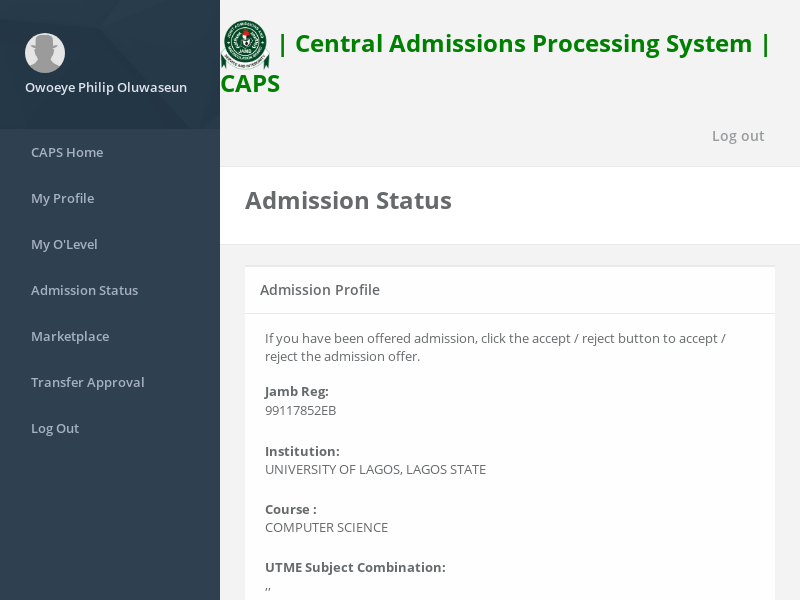 Owoeye Philip Oluwaseun
CAPS Home
My Profile
My O'Level
Admission Status
Marketplace
Transfer Approval
Log Out
| Central Admissions Processing System |
CAPS
Log out
Admission Status
Admission Profile
If you have been offered admission, click the accept / reject button to accept /
reject the admission offer.
Jamb Reg:
99117852EB
Institution:
UNIVERSITY OF LAGOS, LAGOS STATE
Course :
COMPUTER SCIENCE
UTME Subject Combination:
,,